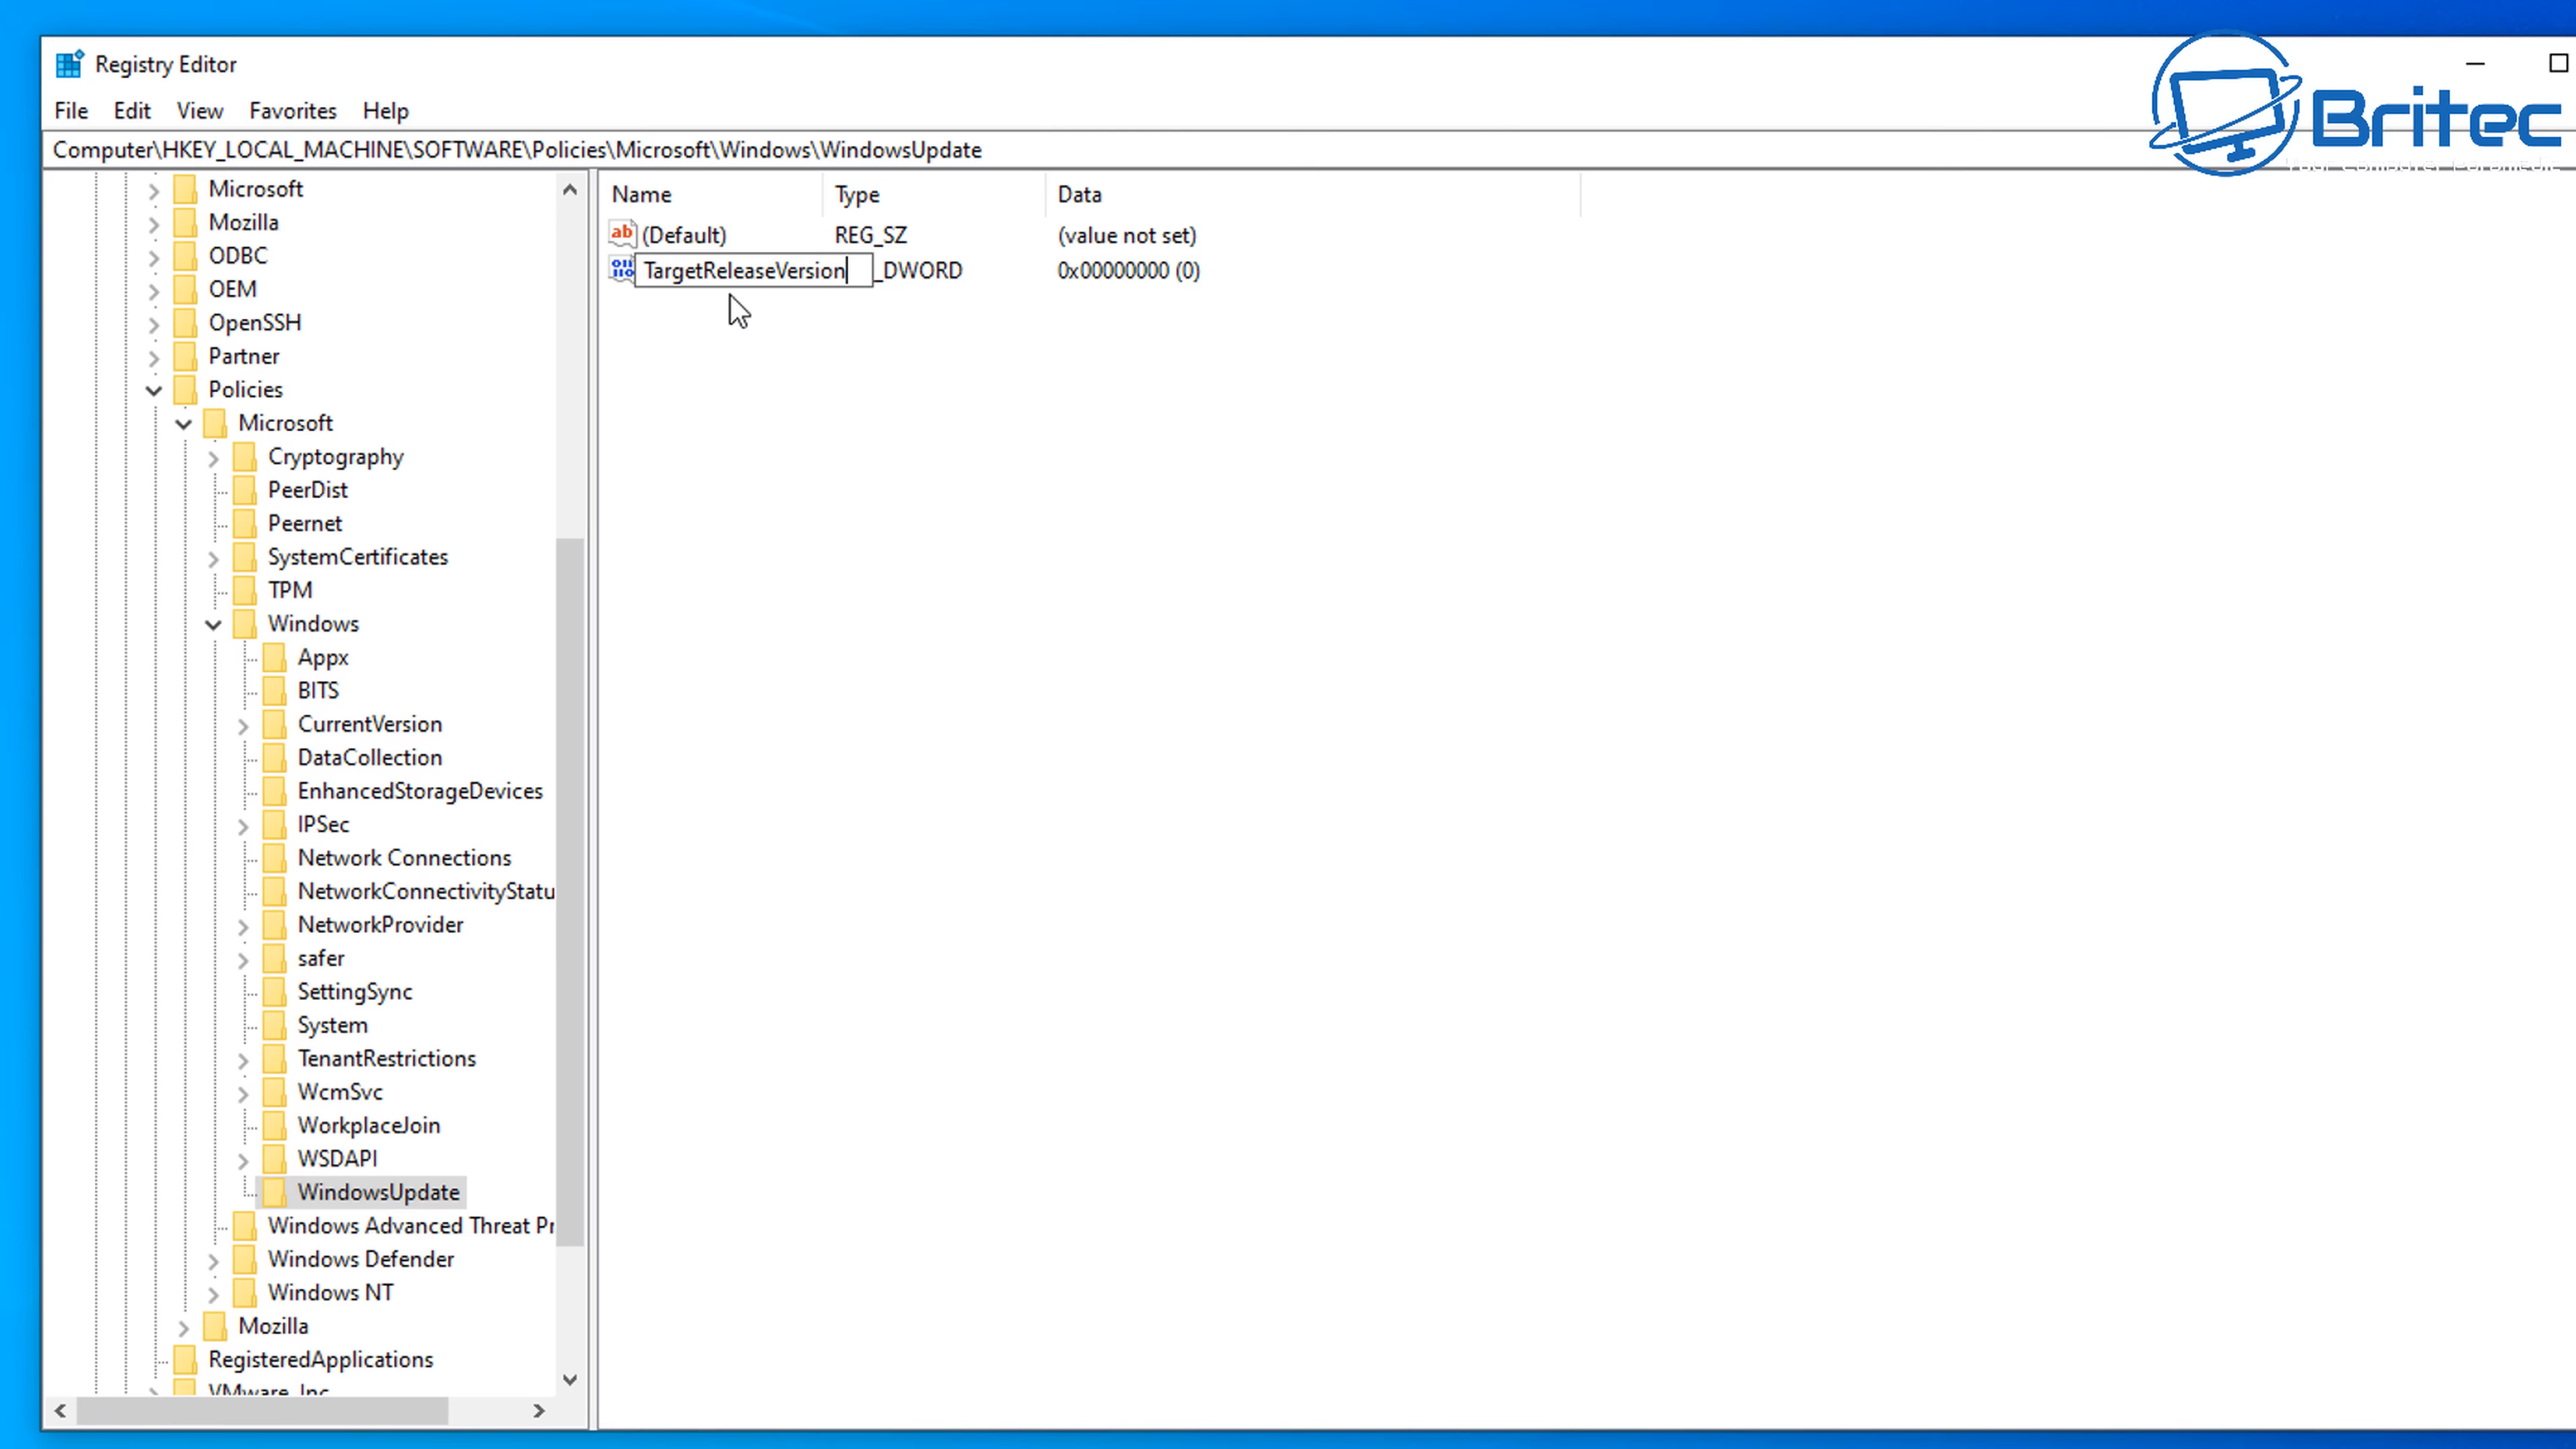 Registry Editor
File Edit View Favorites Help
Computer\HKEY_LOCAL_MACHINE\SOFTWARE\Policies\Microsoft\Windows\WindowsUpdate
Britec
Name Type Data
(Default) REG_SZ (value not set)
TargetReleaseVersion _DWORD 0x00000000 (0)
Microsoft
Mozilla
ODBC
OEM
OpenSSH
Partner
Policies
Microsoft
Cryptography
PeerDist
Peernet
SystemCertificates
TPM
Windows
Appx
BITS
CurrentVersion
DataCollection
EnhancedStorageDevices
IPSec
Network Connections
NetworkConnectivityStatu
NetworkProvider
safer
SettingSync
System
TenantRestrictions
WcmSvc
WorkplaceJoin
WSDAPI
WindowsUpdate
Windows Advanced Threat Pr
Windows Defender
Windows NT
Mozilla
RegisteredApplications
VMware, Inc.